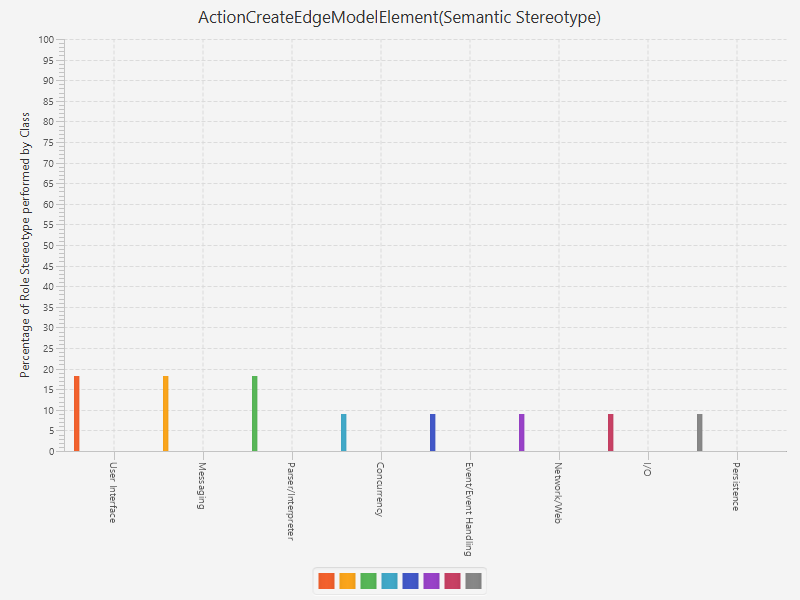 ActionCreateEdgeModelElement(Semantic Stereotype)
Percentage of Role Stereotype performed by Class
100
95
90
85
80
75
70
65
60
55
50
45
40
35
30
25
20
15
10
5
0
User Interface
Messaging
Parser/Interpreter
Concurrency
Event/Event Handling
Network/Web
I/O
Persistence